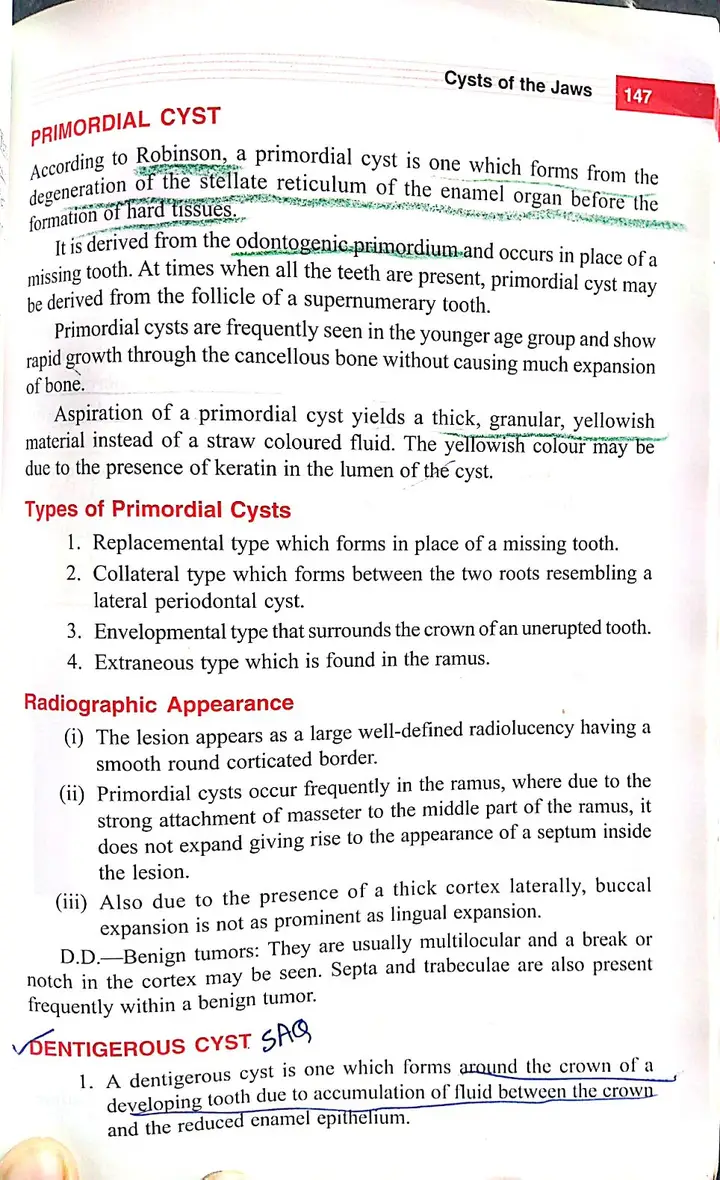 Cysts of the Jaws 147
PRIMORDIAL CYST
According to Robinson, a primordial cyst is one which forms from the
degeneration of the stellate reticulum of the enamel organ before the
formation of hard tissues.
It is derived from the odontogenic primordium and occurs in place of a
missing tooth. At times when all the teeth are present, primordial cyst may
be derived from the follicle of a supernumerary tooth.
Primordial cysts are frequently seen in the younger age group and show
rapid growth through the cancellous bone without causing much expansion
of bone.
Aspiration of a primordial cyst yields a thick, granular, yellowish
material instead of a straw coloured fluid. The yellowish colour may be
due to the presence of keratin in the lumen of the cyst.
Types of Primordial Cysts
1. Replacemental type which forms in place of a missing tooth.
2. Collateral type which forms between the two roots resembling a
lateral periodontal cyst.
3. Envelopmental type that surrounds the crown of an unerupted tooth.
4. Extraneous type which is found in the ramus.
Radiographic Appearance
(i) The lesion appears as a large well-defined radiolucency having a
smooth round corticated border.
(ii) Primordial cysts occur frequently in the ramus, where due to the
strong attachment of masseter to the middle part of the ramus, it
does not expand giving rise to the appearance of a septum inside
the lesion.
(iii) Also due to the presence of a thick cortex laterally, buccal
expansion is not as prominent as lingual expansion.
D.D.—Benign tumors: They are usually multilocular and a break or
notch in the cortex may be seen. Septa and trabeculae are also present
frequently within a benign tumor.
DENTIGEROUS CYST SAQ
1. A dentigerous cyst is one which forms around the crown of a
developing tooth due to accumulation of fluid between the crown
and the reduced enamel epithelium.